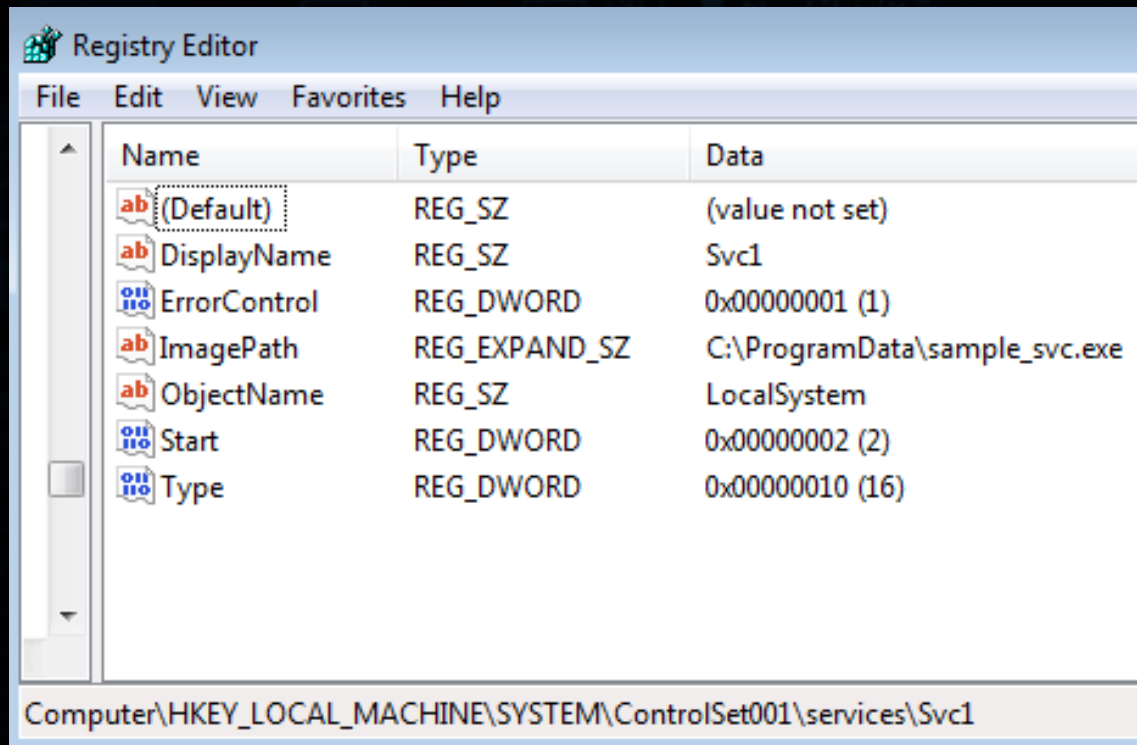 Registry Editor
File Edit View Favorites Help
Name Type Data
(Default) REG_SZ (value not set)
DisplayName REG_SZ Svc1
ErrorControl REG_DWORD 0x00000001 (1)
ImagePath REG_EXPAND_SZ C:\ProgramData\sample_svc.exe
ObjectName REG_SZ LocalSystem
Start REG_DWORD 0x00000002 (2)
Type REG_DWORD 0x00000010 (16)
Computer\HKEY_LOCAL_MACHINE\SYSTEM\ControlSet001\services\Svc1